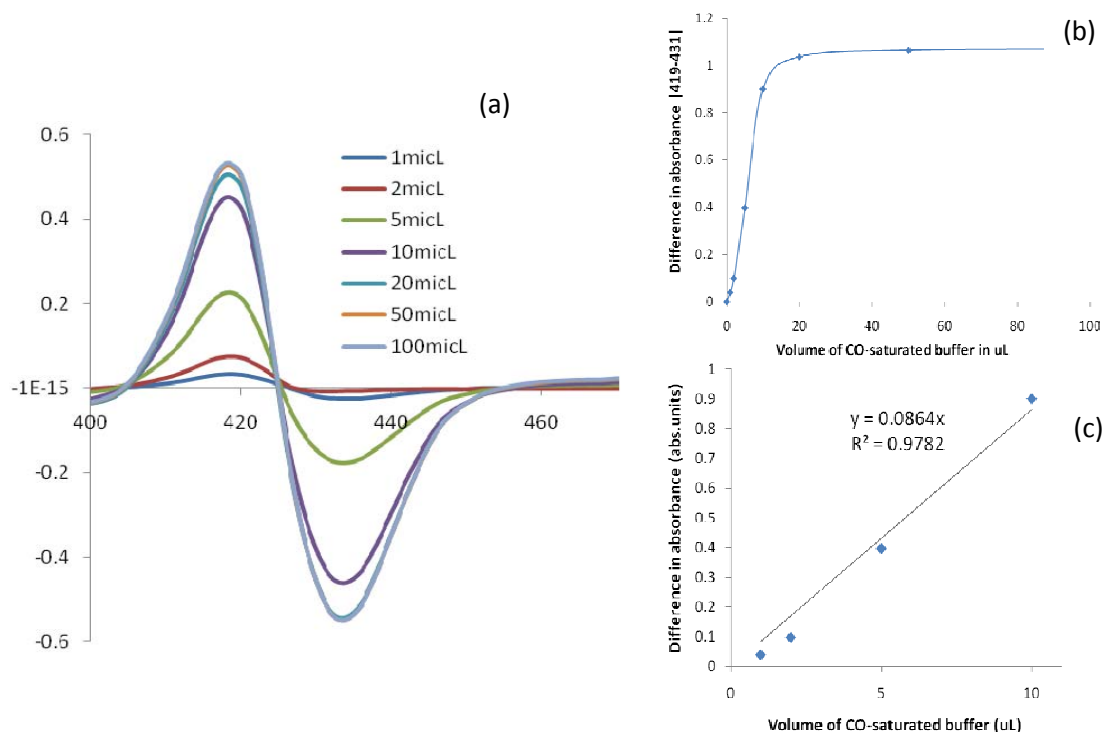 (a)
0.6
0.4
0.2
-1E-15
-0.2
-0.4
-0.6
400
420
440
460
1micL
2micL
5micL
10micL
20micL
50micL
100micL
(b)
Difference in absorbance |419-431|
1.2
1
0.8
0.6
0.4
0.2
0
0
20
40
60
80
100
Volume of CO-saturated buffer in uL
(c)
Difference in absorbance (abs.units)
1
0.9
0.8
0.7
0.6
0.5
0.4
0.3
0.2
0.1
0
y = 0.0864x
R² = 0.9782
0
5
10
Volume of CO-saturated buffer (uL)